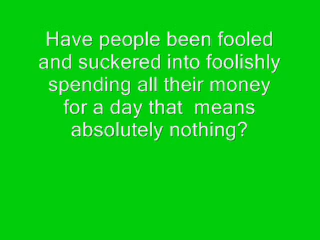 Have people been fooled
and suckered into foolishly
spending all their money
for a day that  means
absolutely nothing?